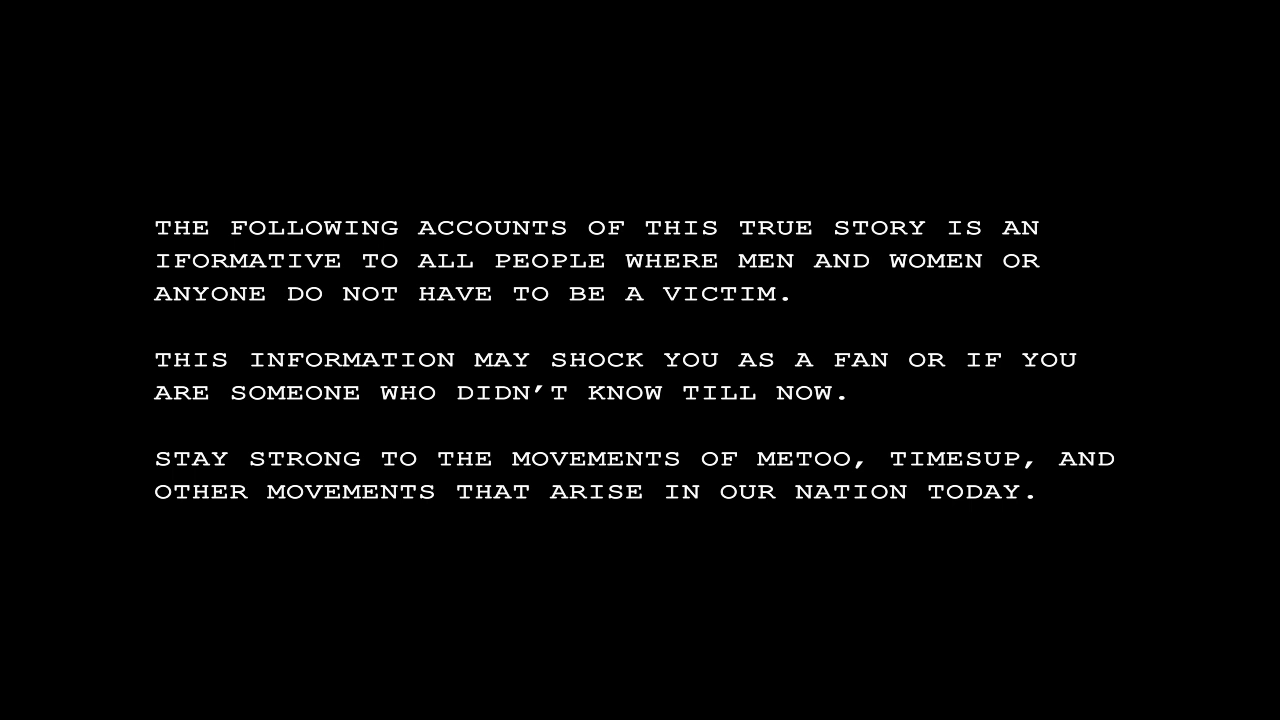 THE FOLLOWING ACCOUNTS OF THIS TRUE STORY IS AN
IFORMATIVE TO ALL PEOPLE WHERE MEN AND WOMEN OR
ANYONE DO NOT HAVE TO BE A VICTIM.
THIS INFORMATION MAY SHOCK YOU AS A FAN OR IF YOU
ARE SOMEONE WHO DIDN’T KNOW TILL NOW.
STAY STRONG TO THE MOVEMENTS OF METOO, TIMESUP, AND
OTHER MOVEMENTS THAT ARISE IN OUR NATION TODAY.